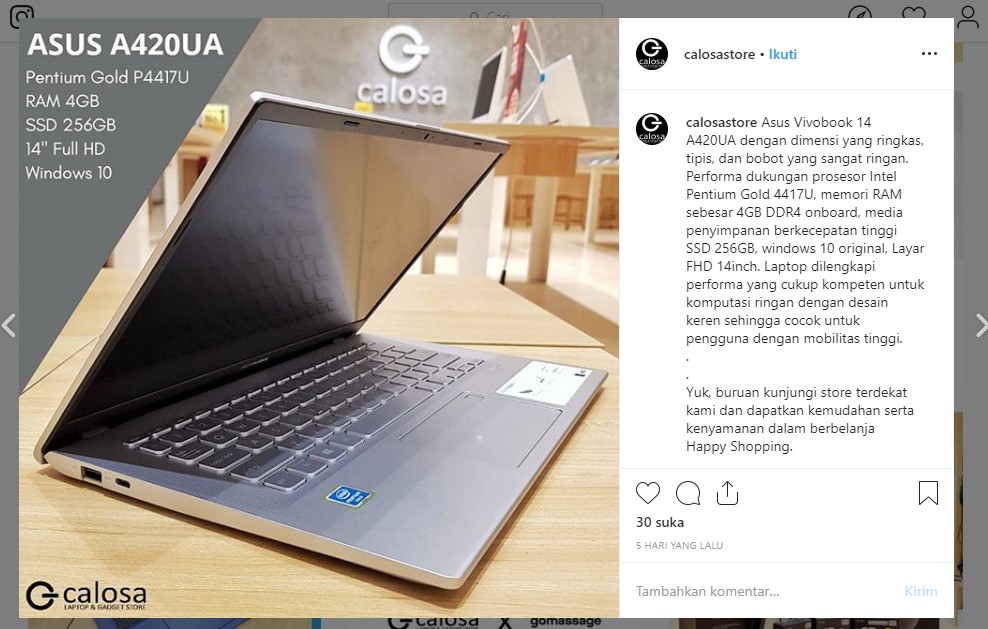 Cari
ASUS A420UA
Pentium Gold P4417U
RAM 4GB
SSD 256GB
14" Full HD
Windows 10
calosa
calosa
LAPTOP & GADGET STORE
calosa
calosastore • Ikuti
calosa
calosastore Asus Vivobook 14
A420UA dengan dimensi yang ringkas,
tipis, dan bobot yang sangat ringan.
Performa dukungan prosesor Intel
Pentium Gold 4417U, memori RAM
sebesar 4GB DDR4 onboard, media
penyimpanan berkecepatan tinggi
SSD 256GB, windows 10 original, Layar
FHD 14inch. Laptop dilengkapi
performa yang cukup kompeten untuk
komputasi ringan dengan desain
keren sehingga cocok untuk
pengguna dengan mobilitas tinggi.
.
.
Yuk, buruan kunjungi store terdekat
kami dan dapatkan kemudahan serta
kenyamanan dalam berbelanja
Happy Shopping.
30 suka
5 HARI YANG LALU
Tambahkan komentar...
Kirim
calosa X gomassage